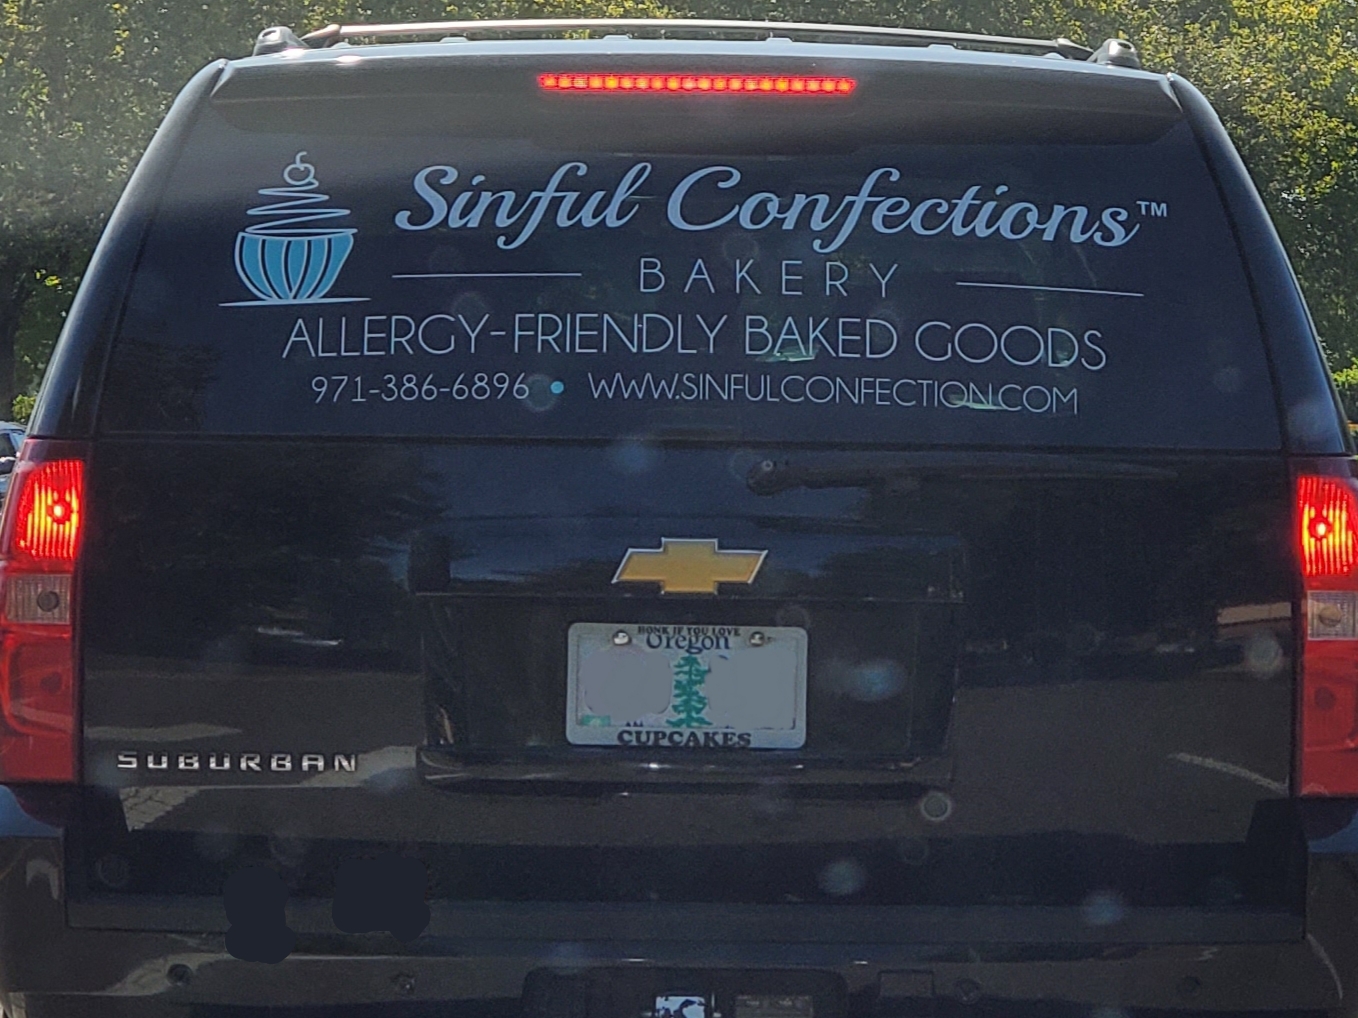 Sinful Confections™
BAKERY
ALLERGY-FRIENDLY BAKED GOODS
971-386-6896 • WWW.SINFULCONFECTION.COM
HONK IF YOU LOVE
Oregon
CUPCAKES
SUBURBAN